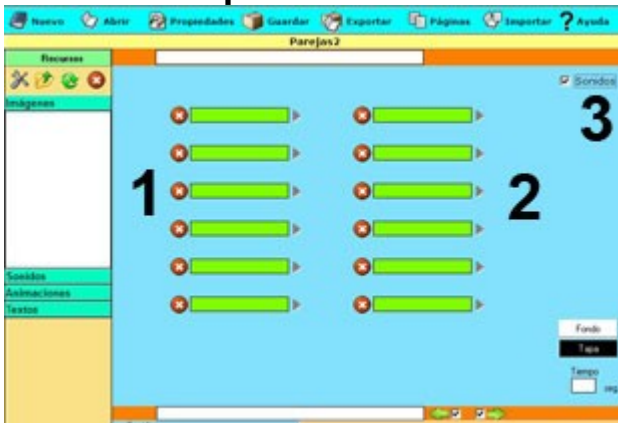 Nuevo Abrir Propiedades Guardar Exportar Páginas Importar ? Ayuda
Parejas2
Recursos
Sonidos
Imágenes
3
1
2
Sonidos
Animaciones
Textos
Fondo
Tapa
Tiempo
seg